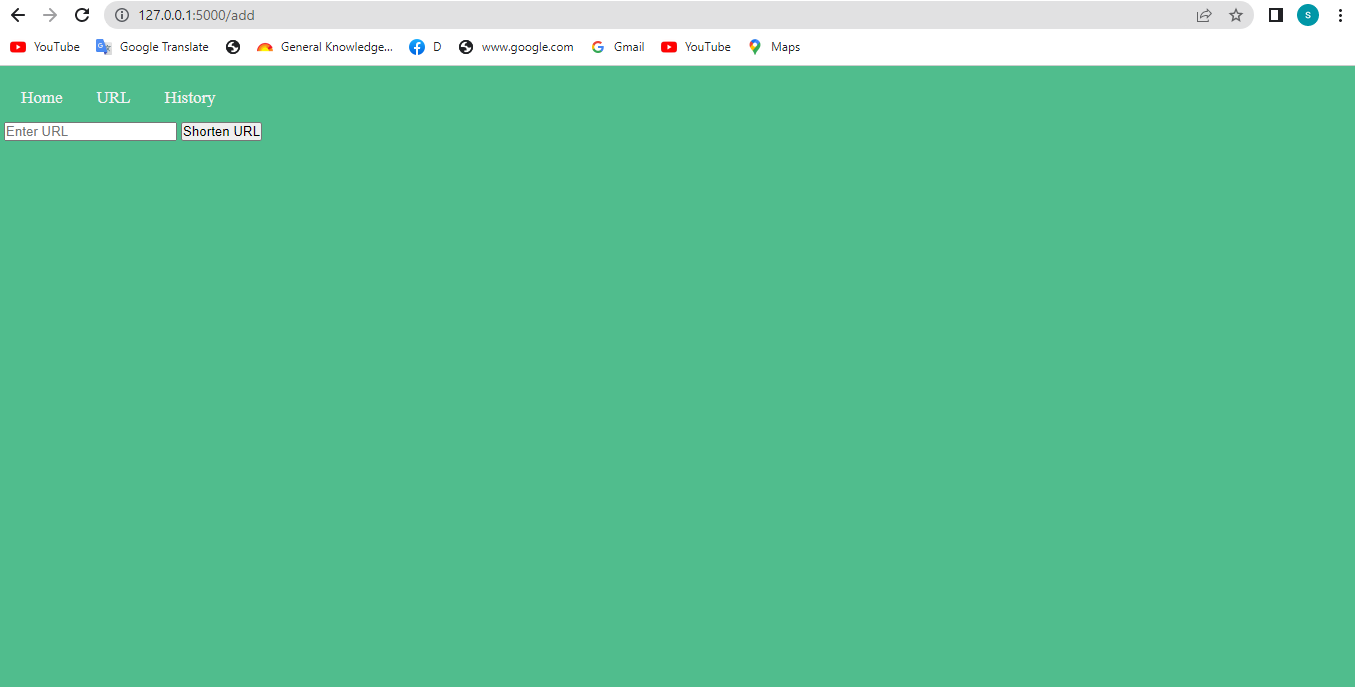 127.0.0.1:5000/add
S
YouTube Google Translate General Knowledge... D www.google.com Gmail YouTube Maps
Home URL History
Enter URL Shorten URL